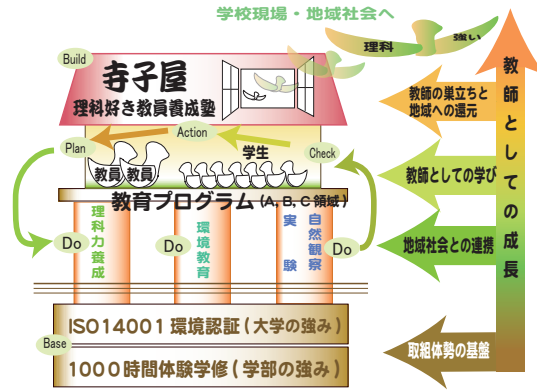 学校現場・地域社会へ
理科
強い
Build
寺子屋
理科好き教員養成塾
Action
Plan
学生
Check
教員
教員
教育プログラム(A, B, C 領域)
Do
理科力養成
Do
環境教育
実験
自然観察
Do
ISO14001 環境認証(大学の強み)
Base
1000時間体験学修(学部の強み)
教師としての成長
教師の巣立ちと
地域への還元
教師としての学び
地域社会との連携
取組体勢の基盤